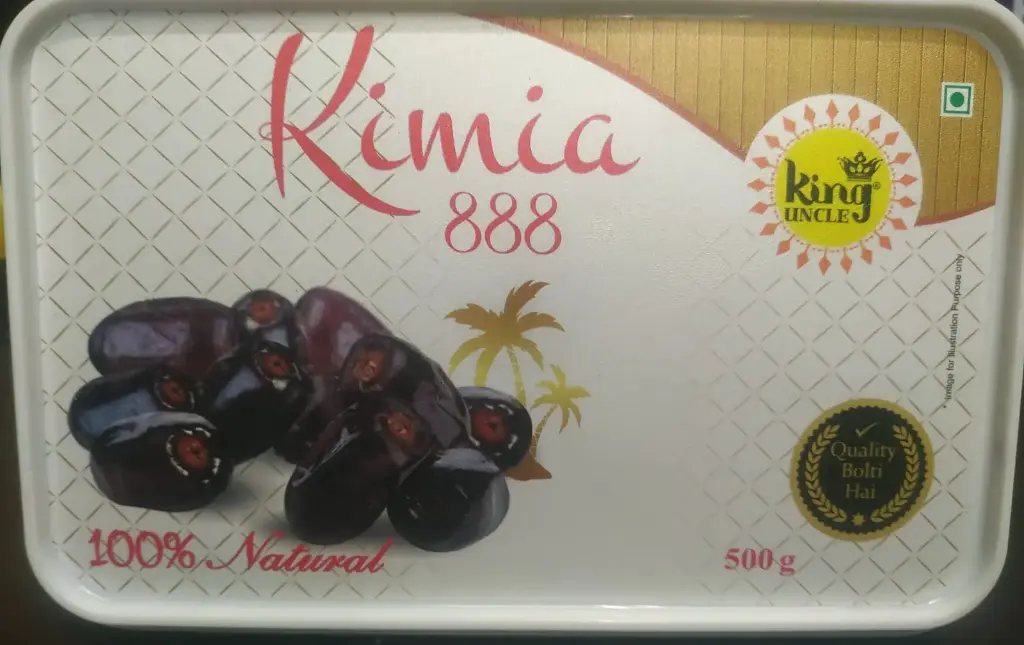 Kimia
888
king®
UNCLE
* Image for illustration Purpose only
Quality
Bolti
Hai
100% Natural
500 g